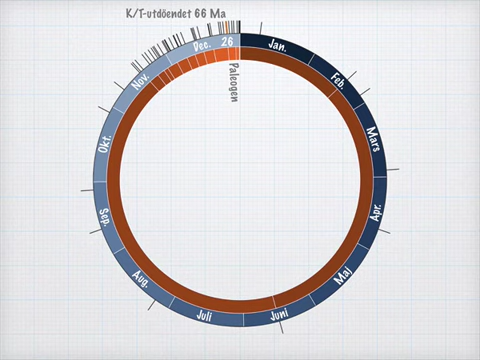 K/T-utdöendet 66 Ma
Dec. 26
Jan.
Feb.
Mars
Apr.
Maj
Juni
Juli
Aug.
Sep.
Okt.
Nov.
Paleogen